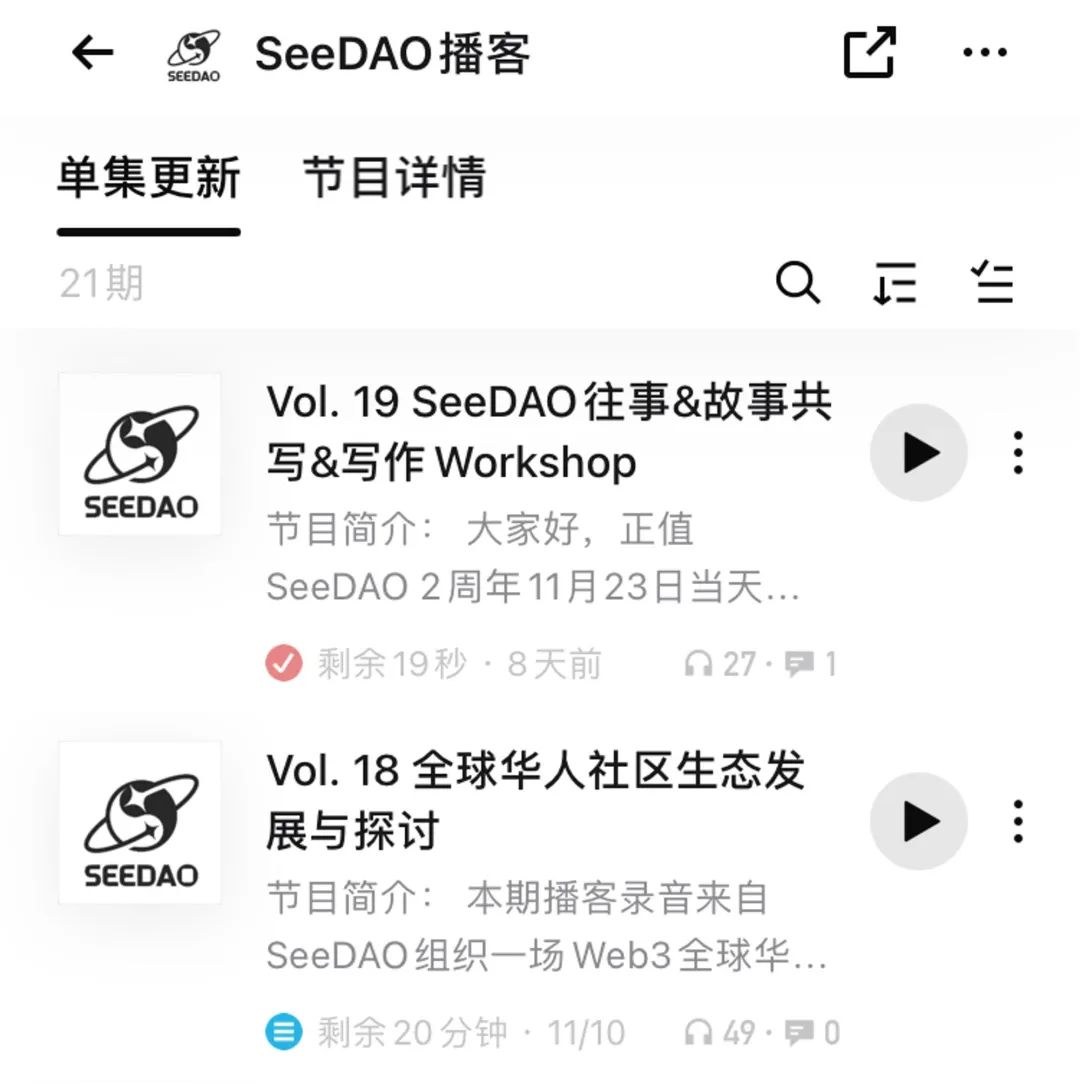 SEEDAO SeeDAO播客
单集更新 节目详情
21期
SEEDAO
Vol. 19 SeeDAO往事&故事共
写&写作 Workshop
节目简介： 大家好，正值
SeeDAO 2周年11月23日当天...
剩余19秒 · 8天前 27 · 1
SEEDAO
Vol. 18 全球华人社区生态发
展与探讨
节目简介： 本期播客录音来自
SeeDAO组织一场Web3全球华...
剩余20分钟 · 11/10 49 · 0